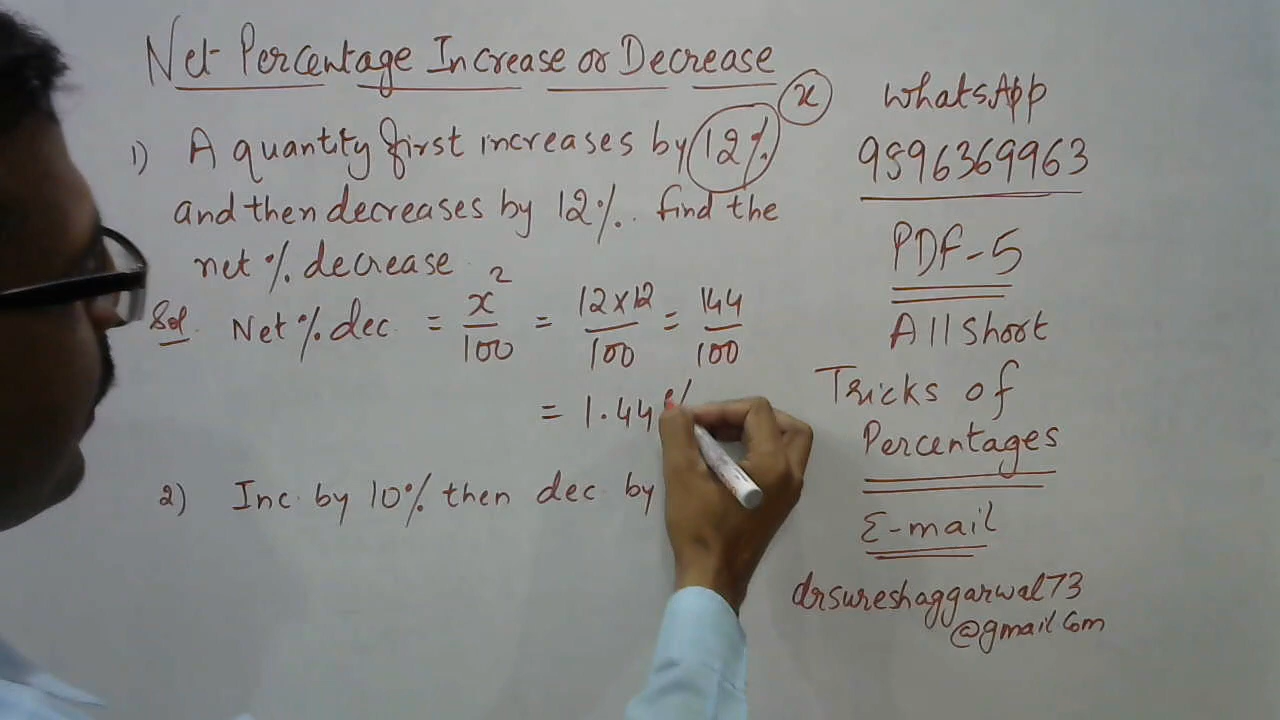 Net Percentage Increase or Decrease
1) A quantity first increases by 12% x
and then decreases by 12%. find the
net % decrease
Sol. Net % dec = x²/100 = 12×12/100 = 144/100
= 1.44%
2) Inc. by 10% then dec. by
WhatsApp
9596369963
PDF-5
All Short
Tricks of
Percentages
E-mail
drsureshaggarwal73
@gmail.com